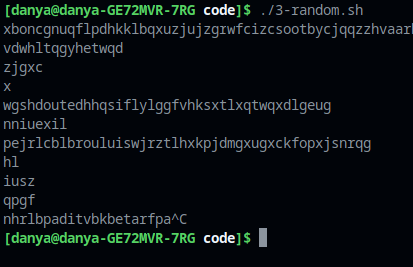 [danya@danya-GE72MVR-7RG code]$ ./3-random.sh
xboncgnuqflpdhkklbqxuzjujzgrwfcizcsootbycjqqzzhvaarl
vdwhltqgyhetwqd
zjgxc
x
wgshdoutedhhqsiflylggfvhksxtlxqtwqxdlgeug
nniuexil
pejrlcblbrouluiswjrztlhxkpjdmgxugxckfopxjsnrqg
hl
iusz
qpgf
nhrlbpaditvbkbetarfpa^C
[danya@danya-GE72MVR-7RG code]$